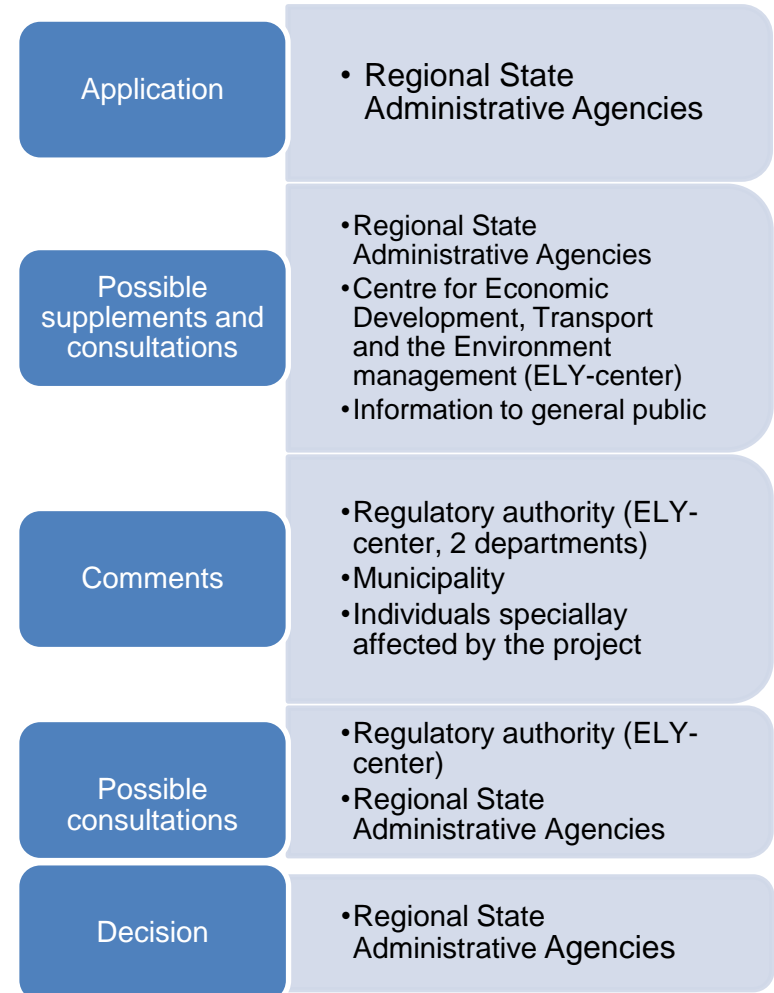 Application
• Regional State
Administrative Agencies
Possible
supplements and
consultations
•Regional State
Administrative Agencies
•Centre for Economic
Development, Transport
and the Environment
management (ELY-center)
•Information to general public
Comments
•Regulatory authority (ELY-
center, 2 departments)
•Municipality
•Individuals speciallay
affected by the project
Possible
consultations
•Regulatory authority (ELY-
center)
•Regional State
Administrative Agencies
Decision
•Regional State
Administrative Agencies